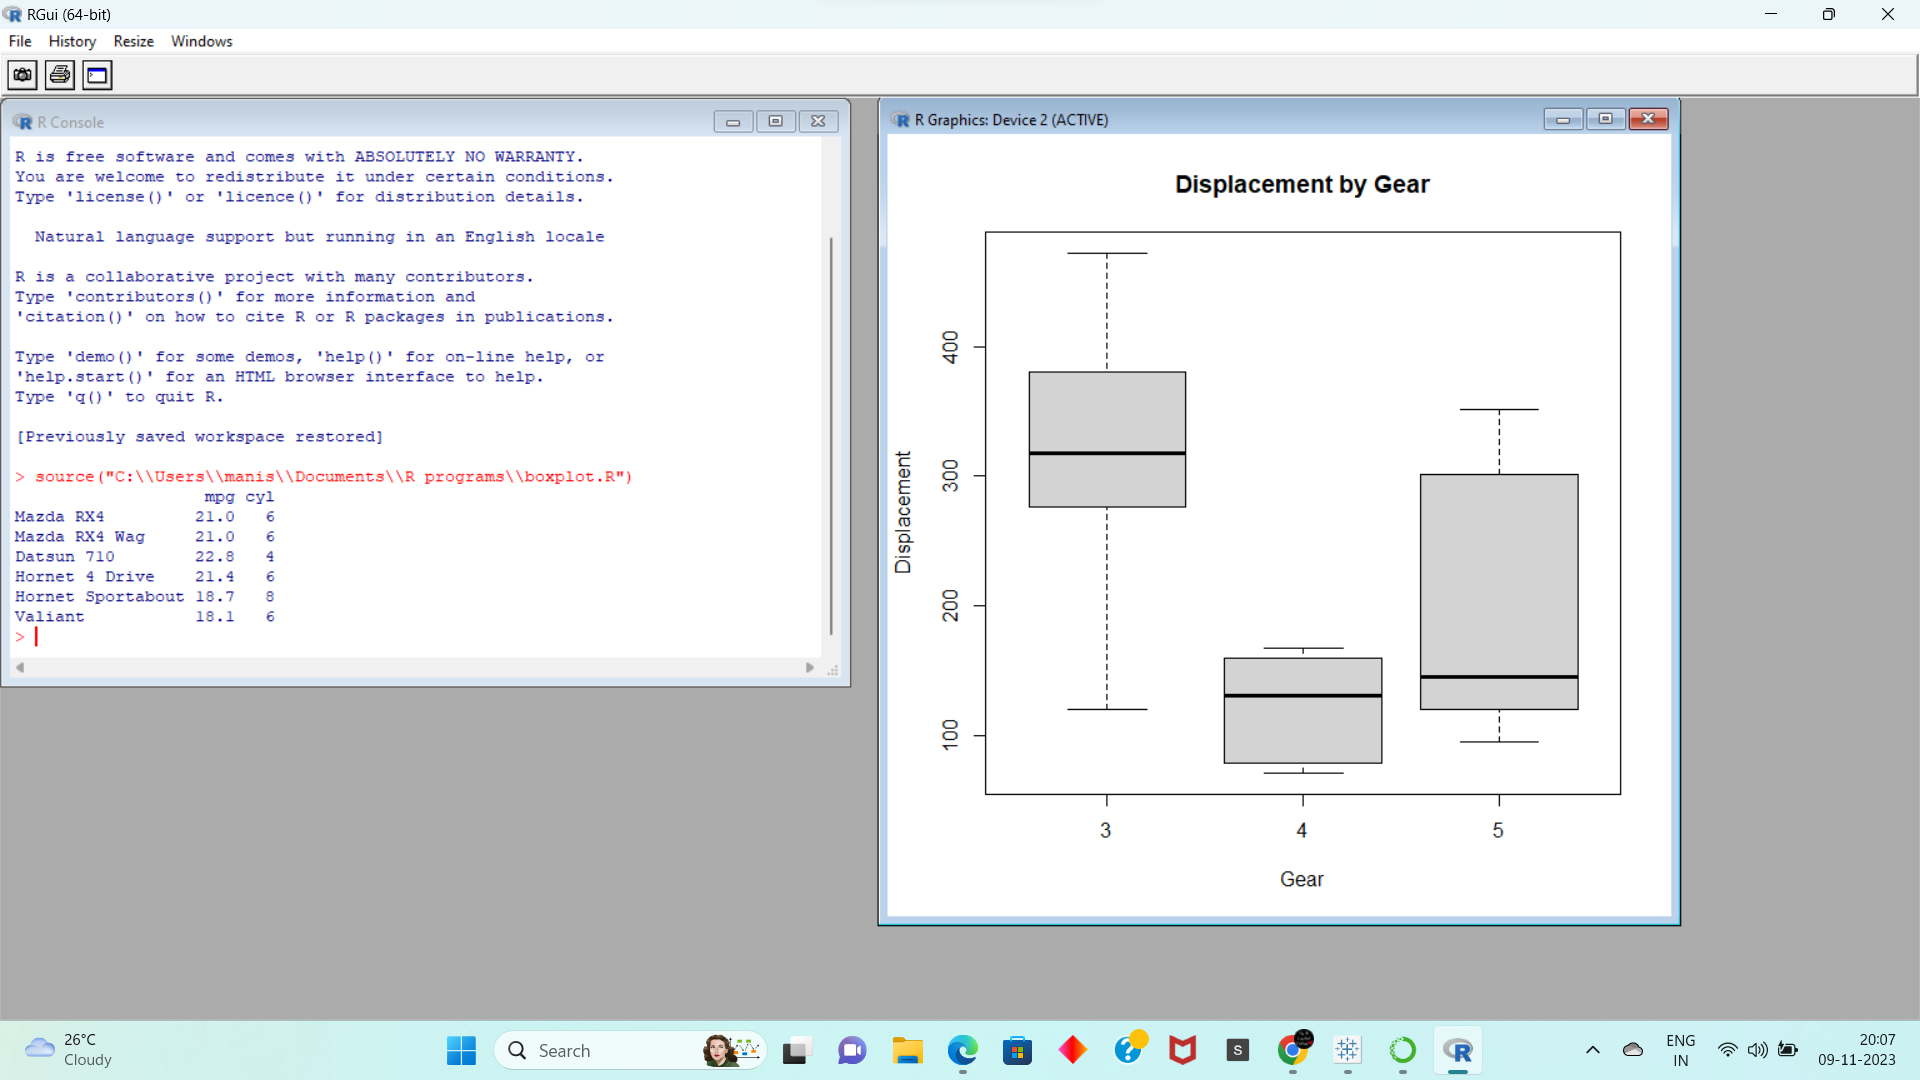 RGui (64-bit)
File History Resize Windows
R Console
R is free software and comes with ABSOLUTELY NO WARRANTY.
You are welcome to redistribute it under certain conditions.
Type 'license()' or 'licence()' for distribution details.
Natural language support but running in an English locale
R is a collaborative project with many contributors.
Type 'contributors()' for more information and
'citation()' on how to cite R or R packages in publications.
Type 'demo()' for some demos, 'help()' for on-line help, or
'help.start()' for an HTML browser interface to help.
Type 'q()' to quit R.
[Previously saved workspace restored]
> source("C:\\Users\\manis\\Documents\\R programs\\boxplot.R")
mpg cyl
Mazda RX4 21.0 6
Mazda RX4 Wag 21.0 6
Datsun 710 22.8 4
Hornet 4 Drive 21.4 6
Hornet Sportabout 18.7 8
Valiant 18.1 6
>
R Graphics: Device 2 (ACTIVE)
Displacement by Gear
Displacement
400
300
200
100
3 4 5
Gear
26°C
Cloudy
Search
S
ENG
IN
20:07
09-11-2023